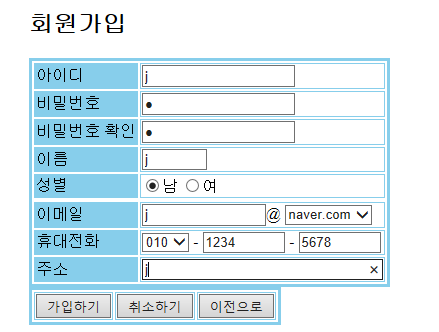 회원가입
아이디 j
비밀번호 ●
비밀번호 확인 ●
이름 j
성별 남 여
이메일 j @ naver.com
휴대전화 010 - 1234 - 5678
주소 j ×
가입하기 취소하기 이전으로